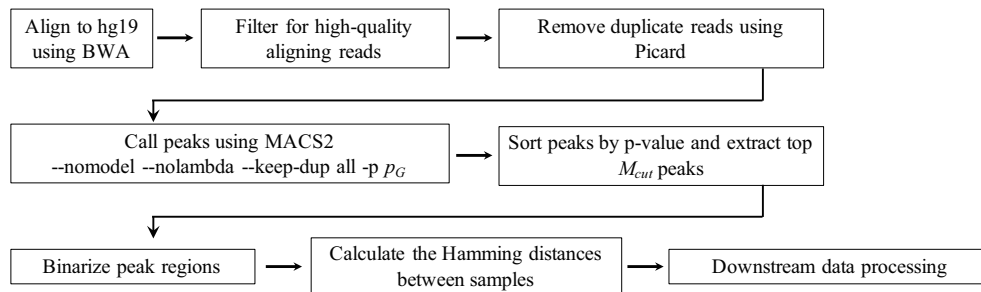 Align to hg19
using BWA
Filter for high-quality
aligning reads
Remove duplicate reads using
Picard
Call peaks using MACS2
--nomodel --nolambda --keep-dup all -p pG
Sort peaks by p-value and extract top
Mcut peaks
Binarize peak regions
Calculate the Hamming distances
between samples
Downstream data processing